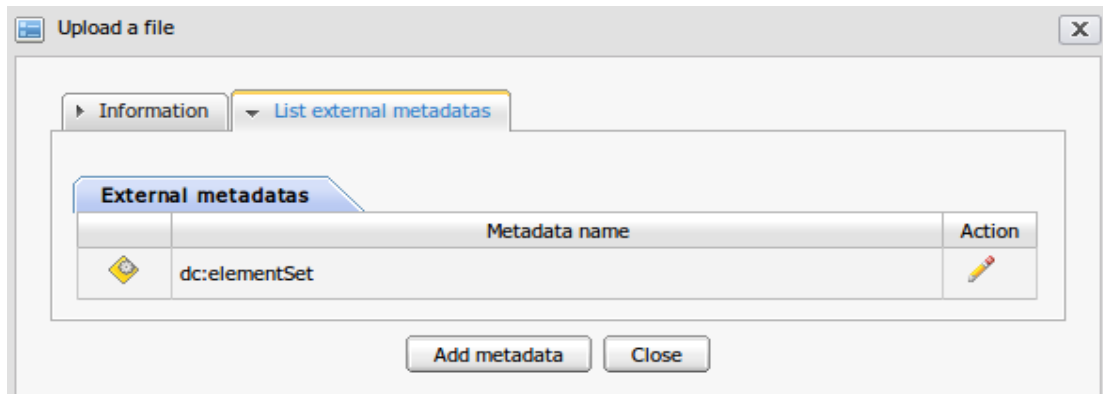 Upload a file
X
Information
List external metadatas
External metadatas
Metadata name Action
dc:elementSet
Add metadata Close